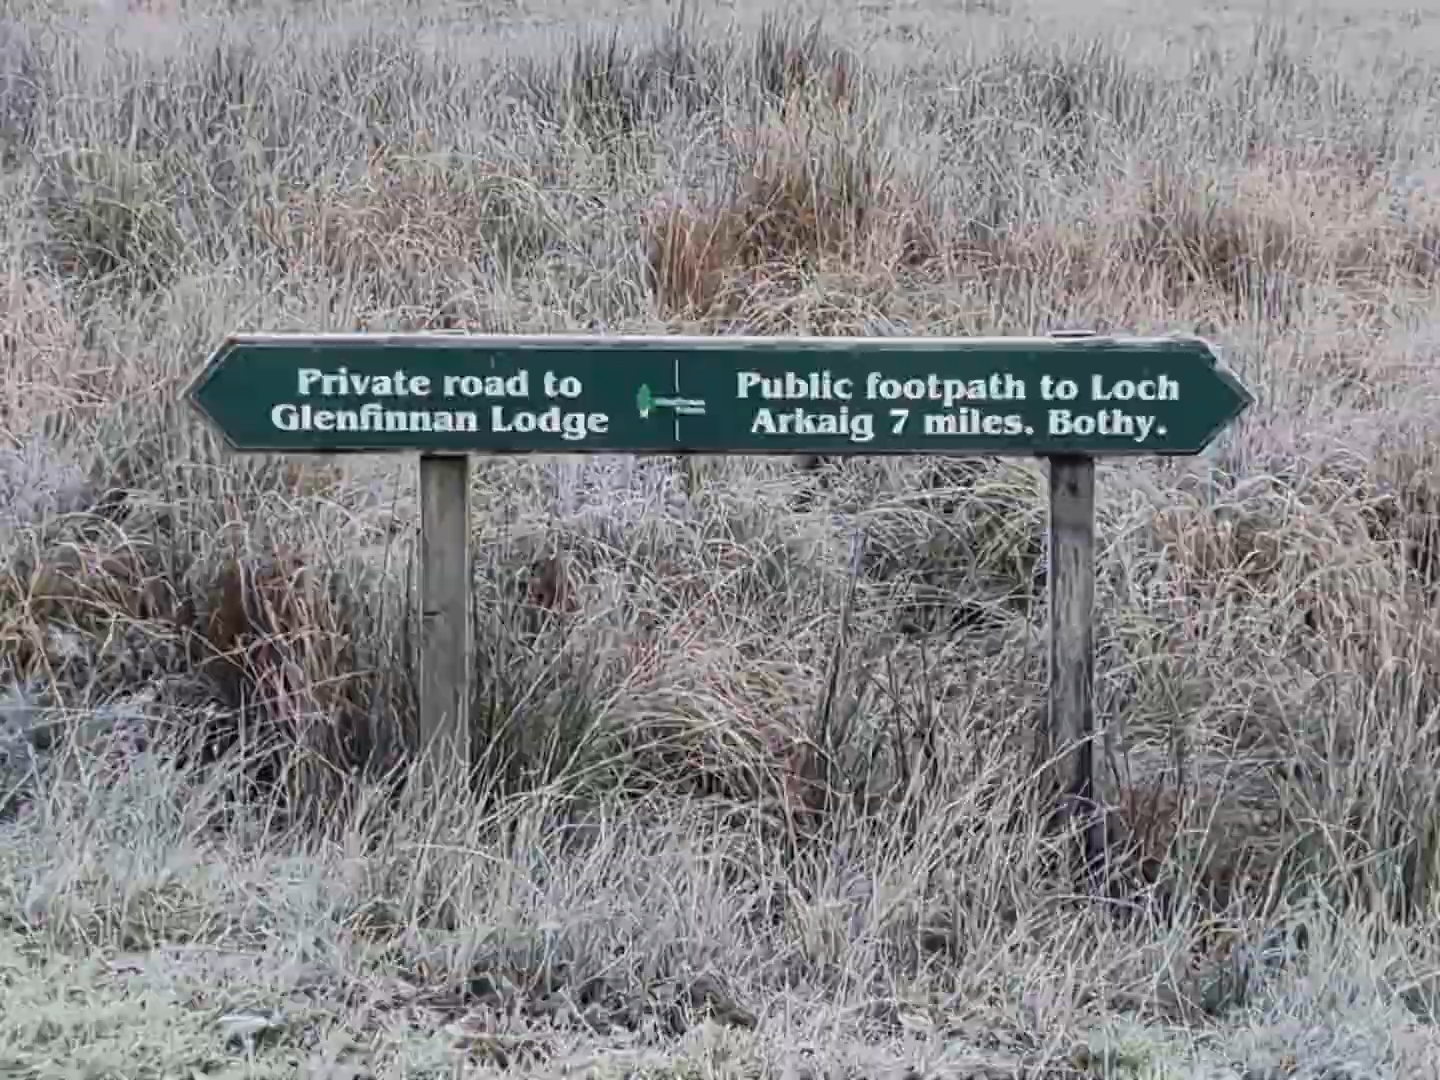 Private road to
Glenfinnan Lodge
Public footpath to Loch
Arkaig 7 miles. Bothy.